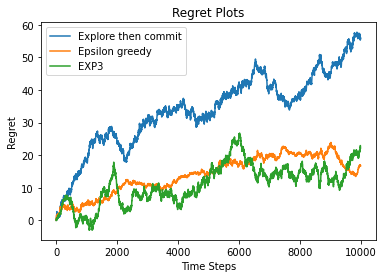 Regret Plots
Explore then commit
Epsilon greedy
EXP3
Regret
60
50
40
30
20
10
0
0 2000 4000 6000 8000 10000
Time Steps